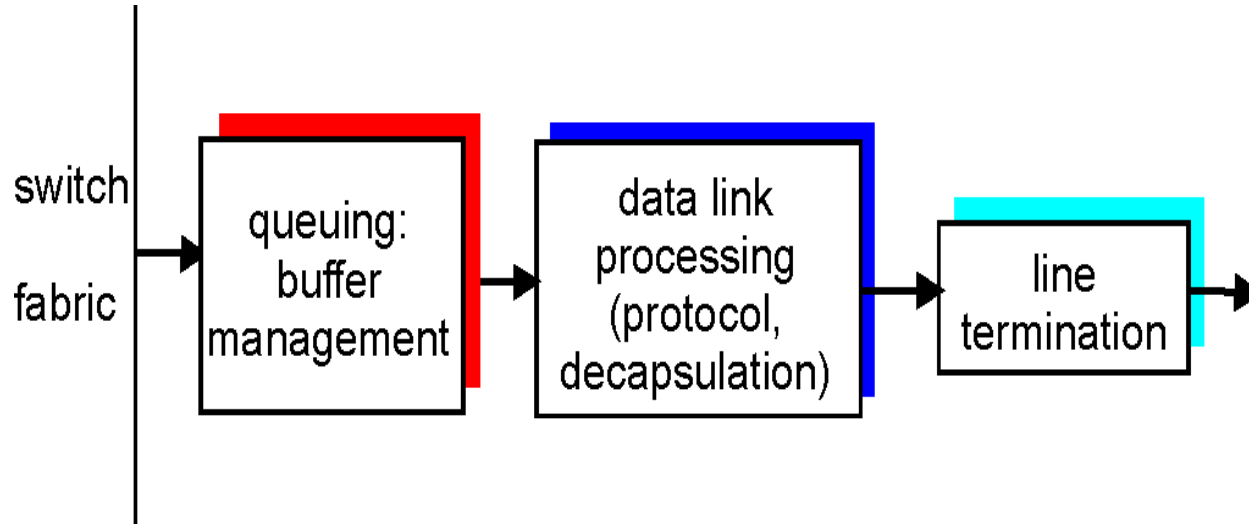 switch
fabric
queuing:
buffer
management
data link
processing
(protocol,
decapsulation)
line
termination